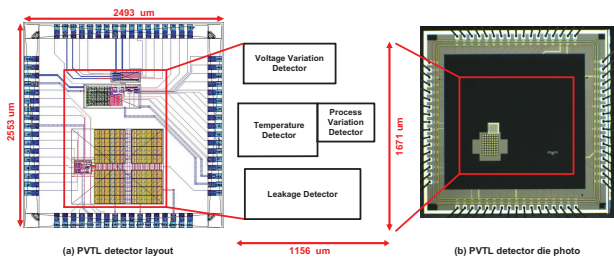 2493 um
2553 um
Voltage Variation
Detector
Temperature
Detector
Process
Variation
Detector
Leakage Detector
1671 um
1156 um
(a) PVTL detector layout
(b) PVTL detector die photo